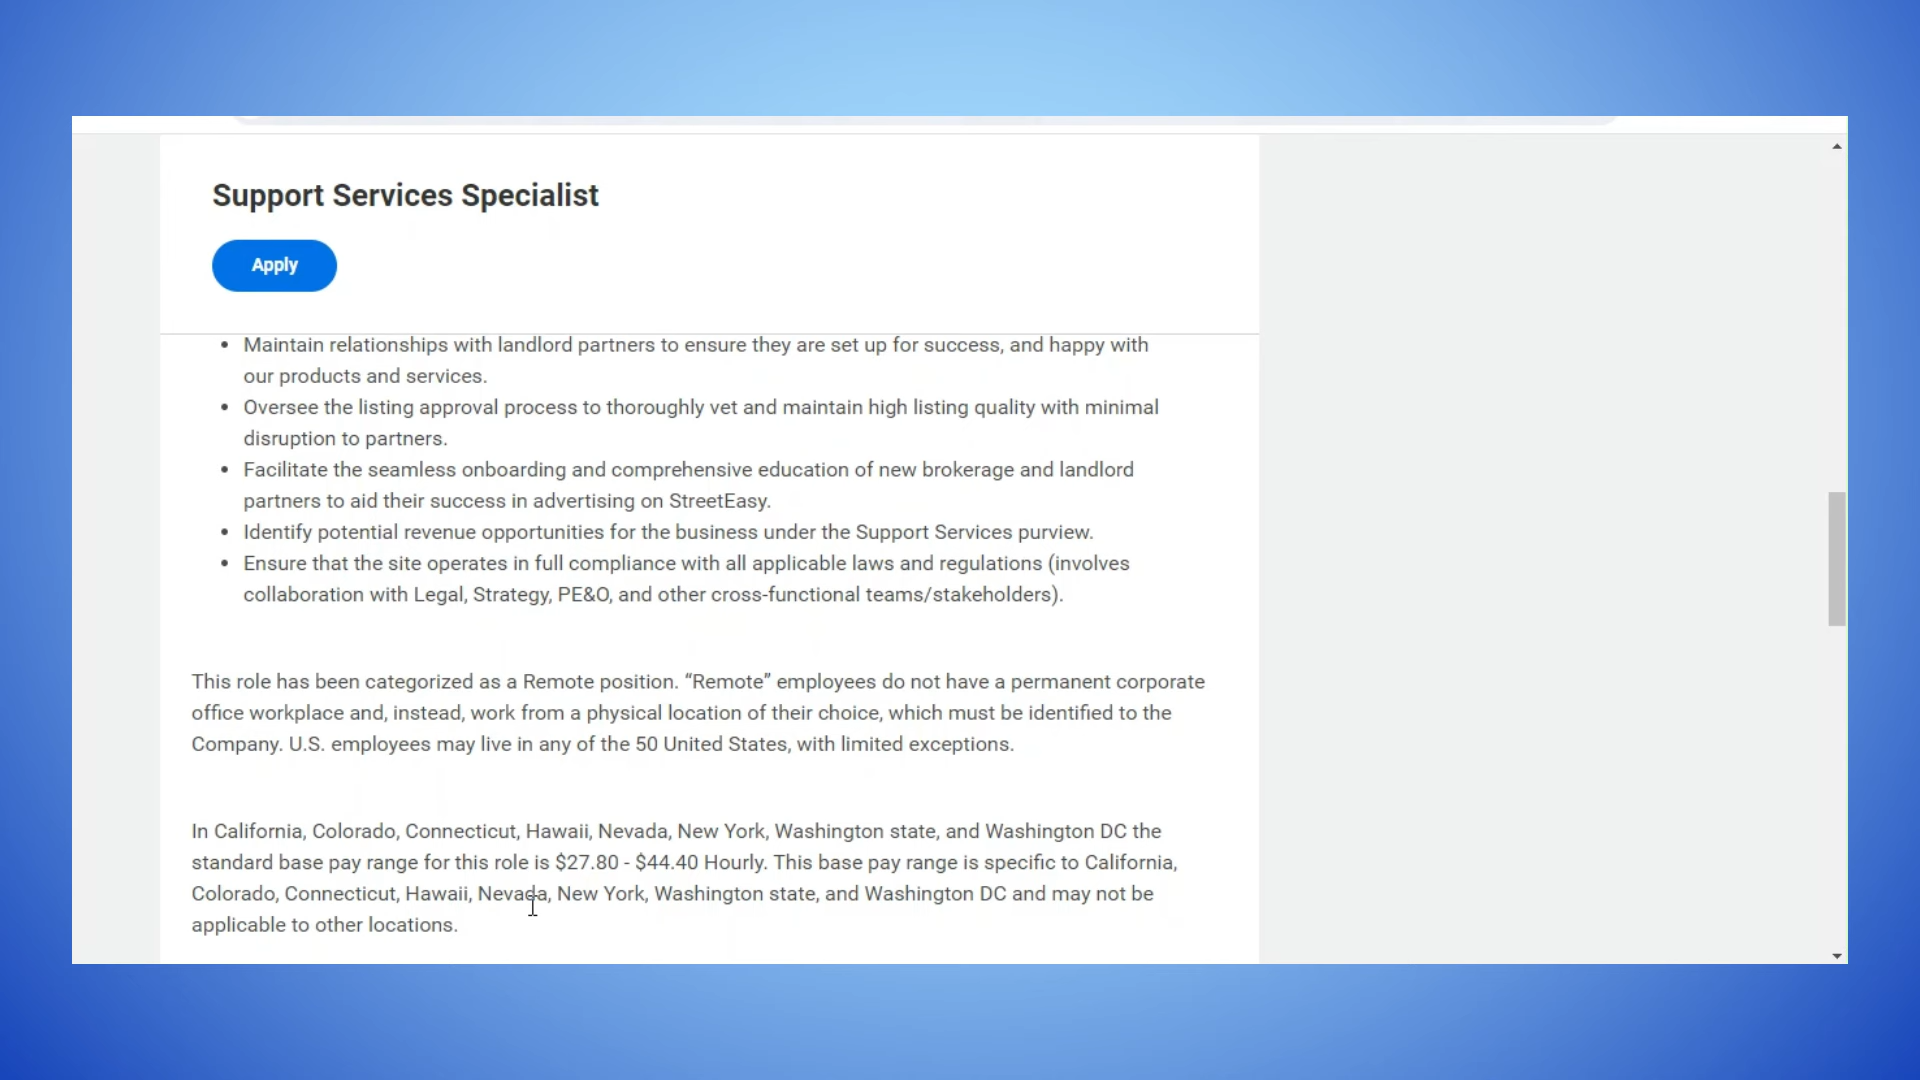 Support Services Specialist
Apply
• Maintain relationships with landlord partners to ensure they are set up for success, and happy with
our products and services.
• Oversee the listing approval process to thoroughly vet and maintain high listing quality with minimal
disruption to partners.
• Facilitate the seamless onboarding and comprehensive education of new brokerage and landlord
partners to aid their success in advertising on StreetEasy.
• Identify potential revenue opportunities for the business under the Support Services purview.
• Ensure that the site operates in full compliance with all applicable laws and regulations (involves
collaboration with Legal, Strategy, PE&O, and other cross-functional teams/stakeholders).
This role has been categorized as a Remote position. “Remote” employees do not have a permanent corporate
office workplace and, instead, work from a physical location of their choice, which must be identified to the
Company. U.S. employees may live in any of the 50 United States, with limited exceptions.
In California, Colorado, Connecticut, Hawaii, Nevada, New York, Washington state, and Washington DC the
standard base pay range for this role is $27.80 - $44.40 Hourly. This base pay range is specific to California,
Colorado, Connecticut, Hawaii, Nevada, New York, Washington state, and Washington DC and may not be
applicable to other locations.